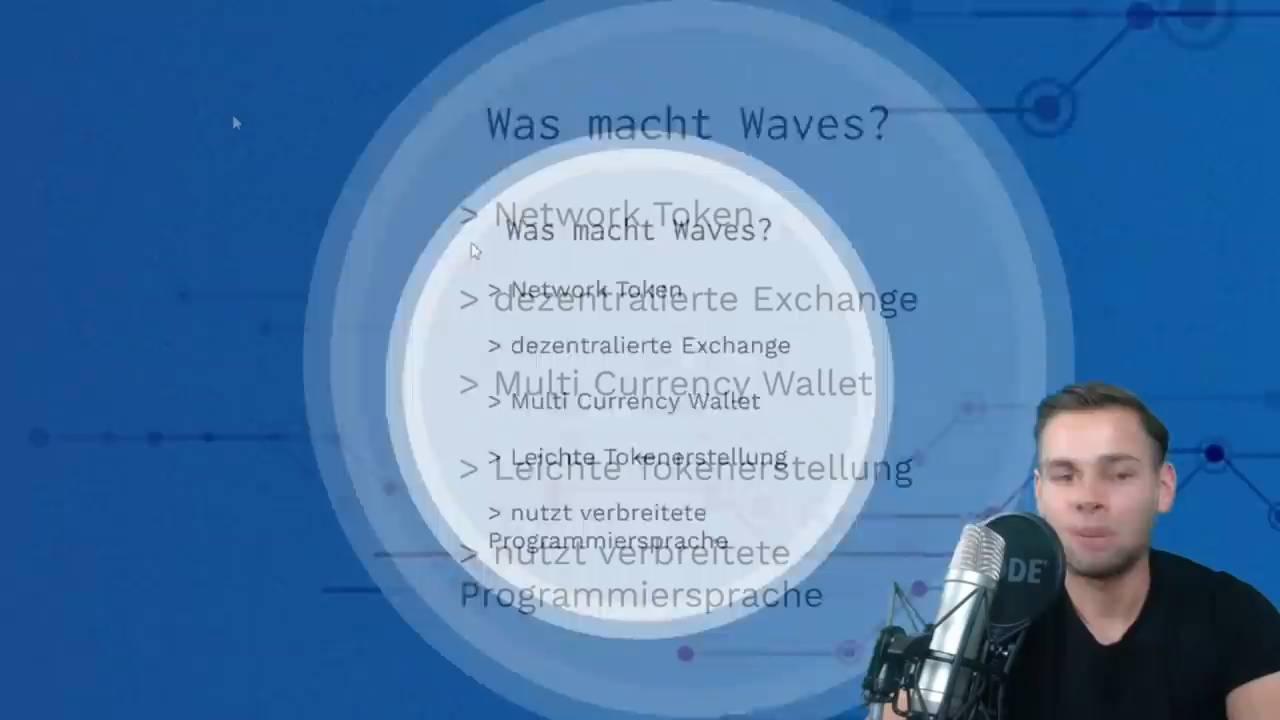 Was macht Waves?
> Network Token
> dezentralierte Exchange
> Multi Currency Wallet
> Leichte Tokenerstellung
> nutzt verbreitete
Programmiersprache
Was macht Waves?
> Network Token
> dezentralierte Exchange
> Multi Currency Wallet
> Leichte Tokenerstellung
> nutzt verbreitete
Programmiersprache
DE